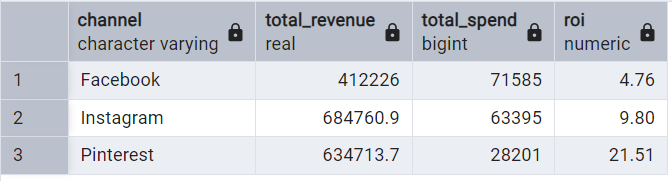 channel total_revenue total_spend roi
character varying real bigint numeric
1 Facebook 412226 71585 4.76
2 Instagram 684760.9 63395 9.80
3 Pinterest 634713.7 28201 21.51